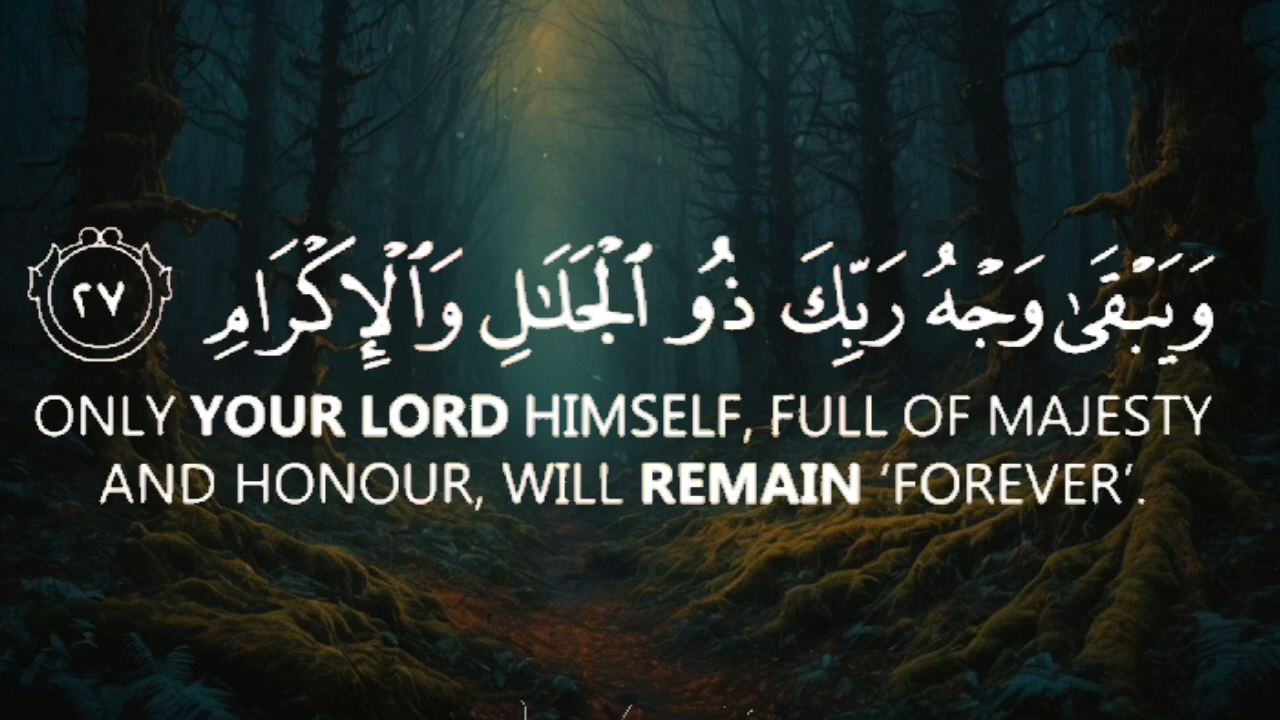 وَيَبْقَىٰ وَجْهُ رَبِّكَ ذُو ٱلْجَلَـٰلِ وَٱلْإِكْرَامِ ٢٧
ONLY YOUR LORD HIMSELF, FULL OF MAJESTY
AND HONOUR, WILL REMAIN ‘FOREVER’.